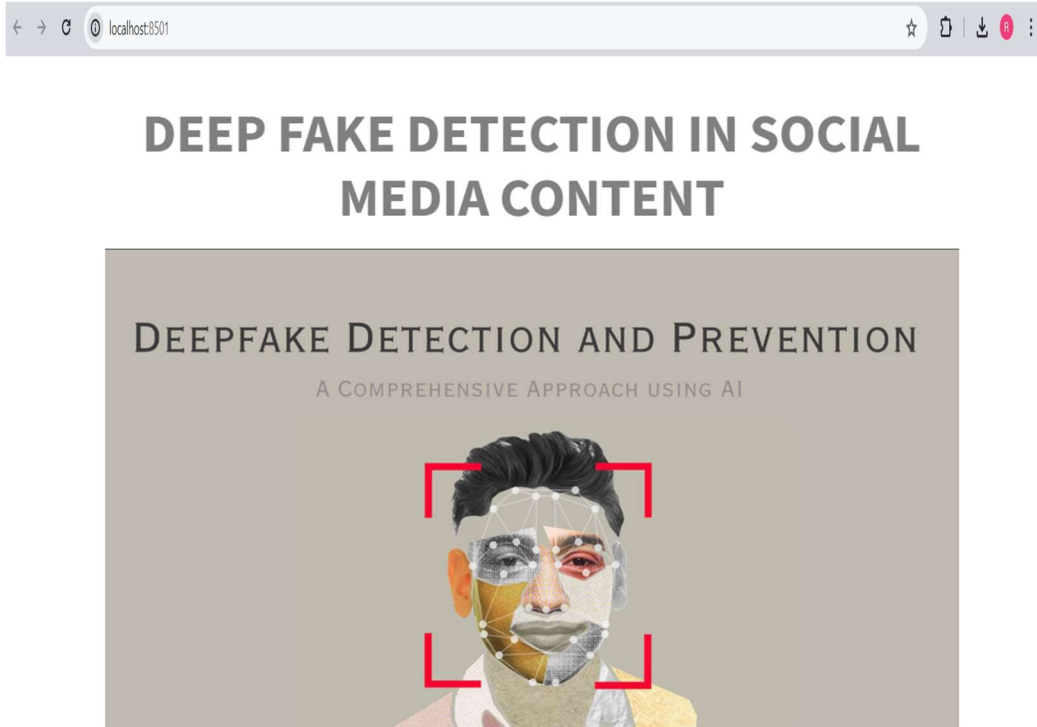 localhost:8501
R
DEEP FAKE DETECTION IN SOCIAL
MEDIA CONTENT
DEEPFAKE DETECTION AND PREVENTION
A COMPREHENSIVE APPROACH USING AI